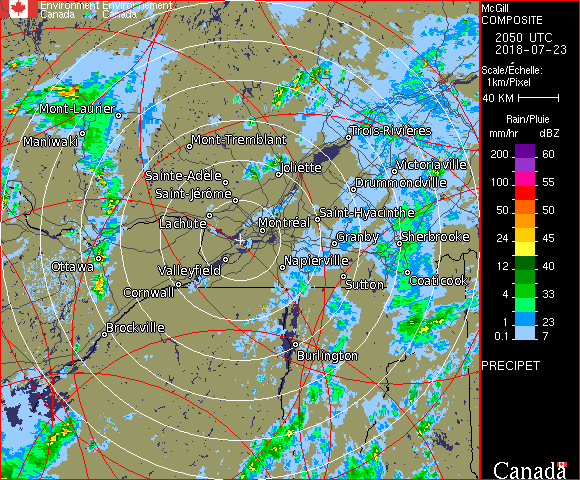 Environment Environnement
Canada Canada
McGill
COMPOSITE
2050 UTC
2018-07-23
Scale/Échelle:
1km/Pixel
40 KM
Rain/Pluie
mm/hr dBZ
200 60
100 55
50 50
24 45
12 40
4 33
1 23
0.1 7
PRECIPET
Canada
Mont-Laurier
Maniwaki
Mont-Tremblant
Trois-Rivières
Sainte-Adèle
Joliette
Victoriaville
Saint-Jérôme
Drummondville
Lachute
Montréal
Saint-Hyacinthe
Granby
Sherbrooke
Ottawa
Valleyfield
Napierville
Cornwall
Sutton
Coaticook
Brockville
Burlington